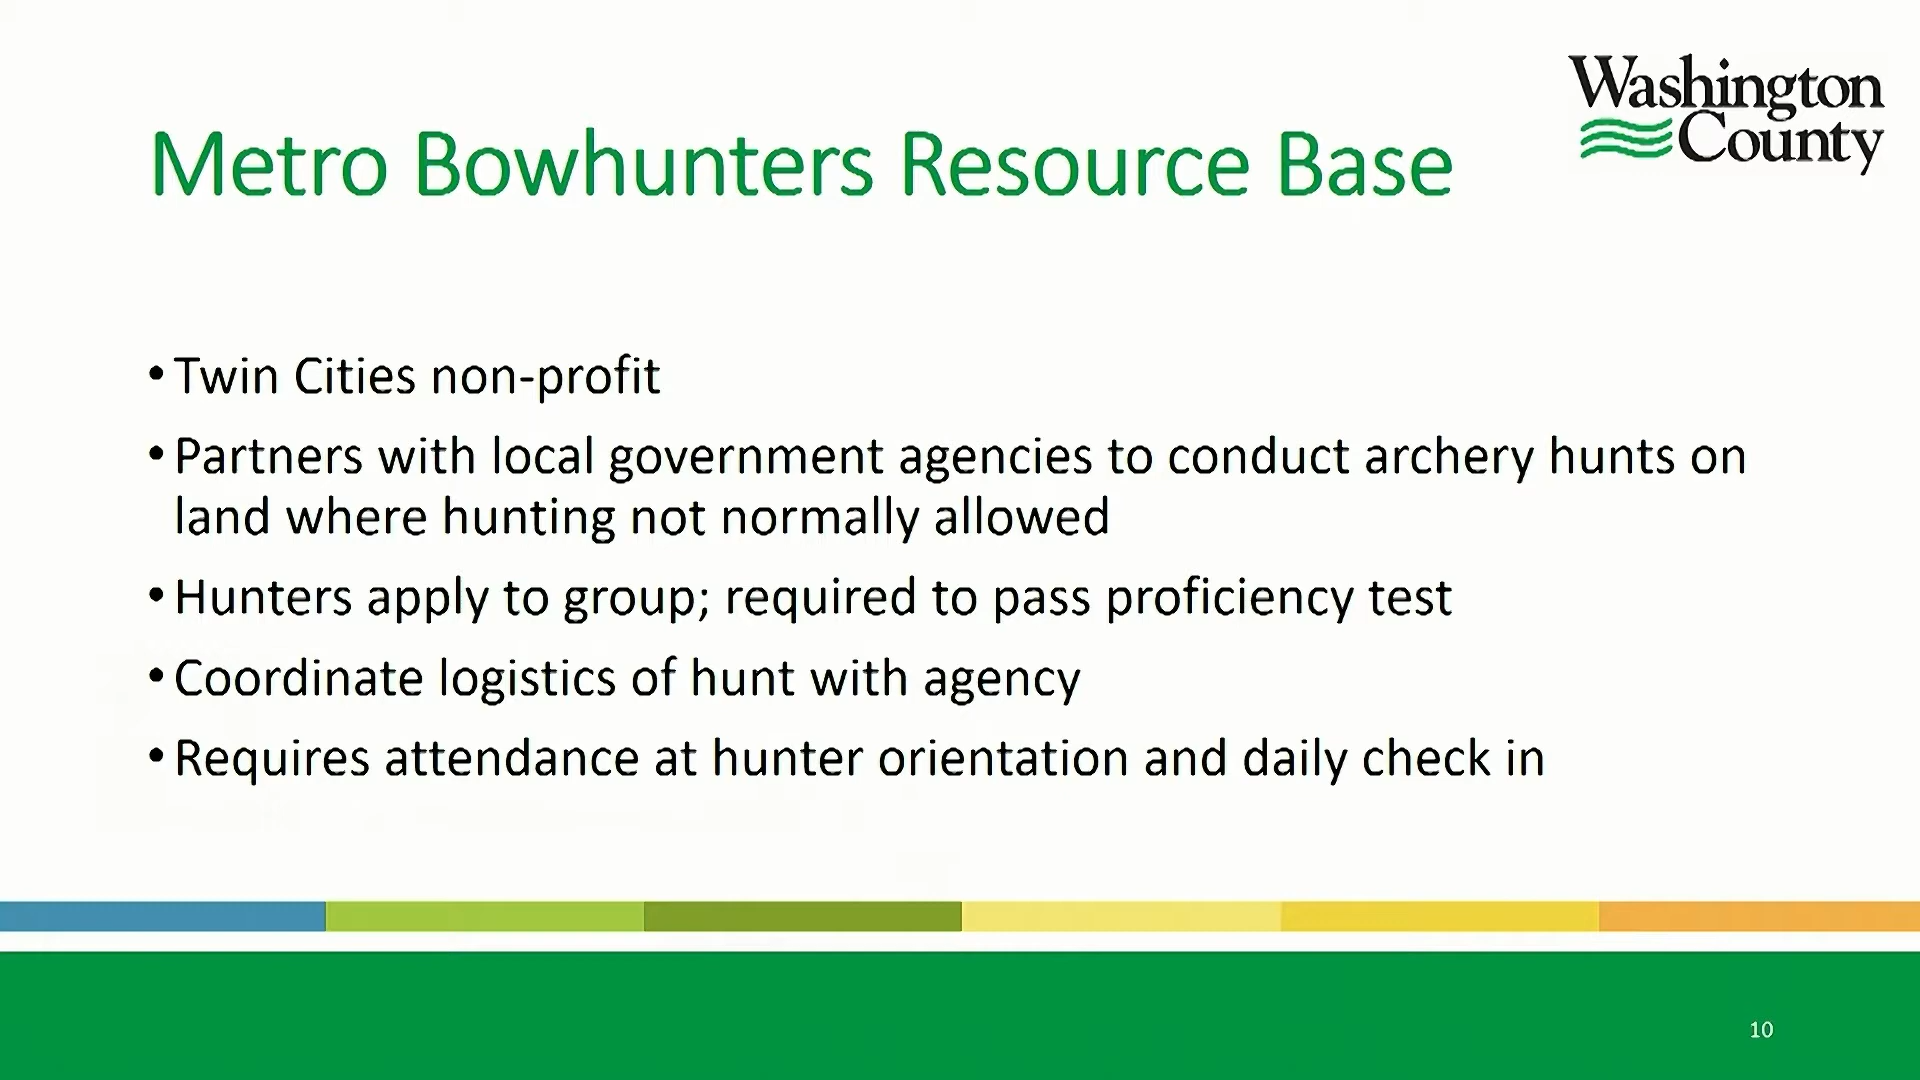 Washington
County
Metro Bowhunters Resource Base
• Twin Cities non-profit
• Partners with local government agencies to conduct archery hunts on
land where hunting not normally allowed
• Hunters apply to group; required to pass proficiency test
• Coordinate logistics of hunt with agency
• Requires attendance at hunter orientation and daily check in
10